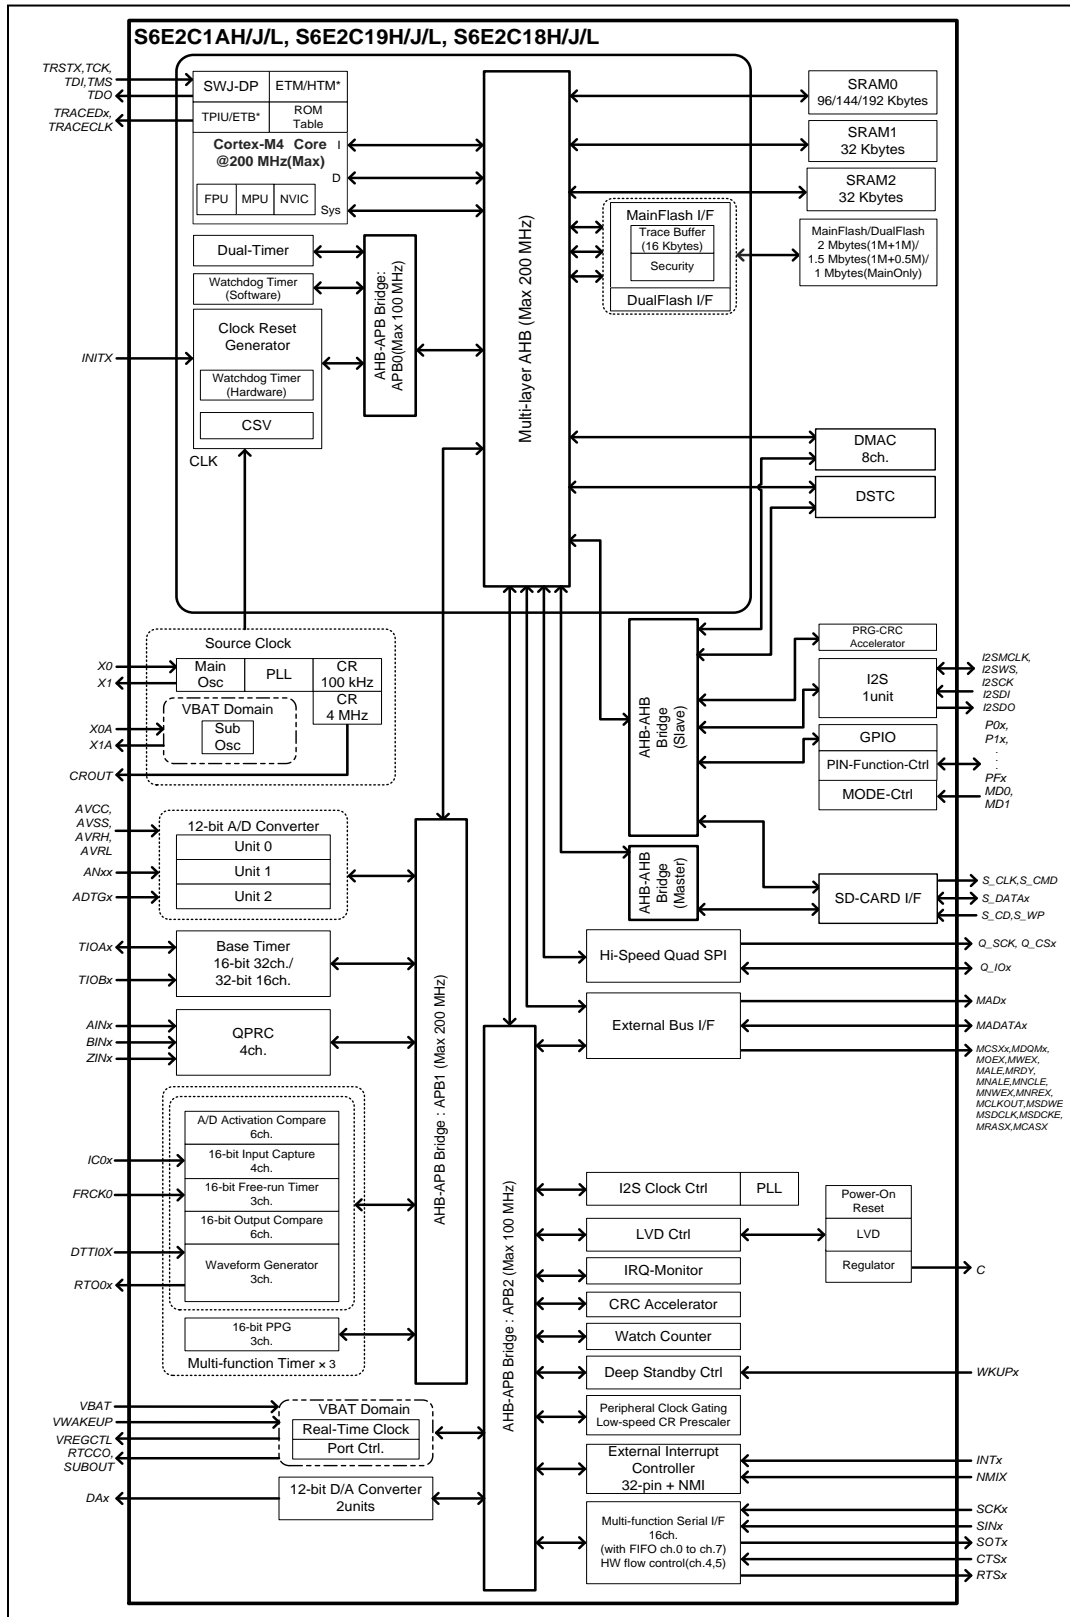 S6E2C1AH/J/L, S6E2C19H/J/L, S6E2C18H/J/L
TRSTX,TCK,
TDI,TMS
TDO
TRACEDx,
TRACECLK
SWJ-DP
ETM/HTM*
TPIU/ETB*
ROM
Table
Cortex-M4 Core
@200 MHz(Max)
I
D
Sys
FPU
MPU
NVIC
Dual-Timer
Watchdog Timer
(Software)
Clock Reset
Generator
Watchdog Timer
(Hardware)
CSV
CLK
INITX
AHB-APB Bridge:
APB0(Max 100 MHz)
Multi-layer AHB (Max 200 MHz)
MainFlash I/F
Trace Buffer
(16 Kbytes)
Security
DualFlash I/F
SRAM0
96/144/192 Kbytes
SRAM1
32 Kbytes
SRAM2
32 Kbytes
MainFlash/DualFlash
2 Mbytes(1M+1M)/
1.5 Mbytes(1M+0.5M)/
1 Mbytes(MainOnly)
DMAC
8ch.
DSTC
Source Clock
X0
X1
Main
Osc
PLL
CR
100 kHz
CR
4 MHz
VBAT Domain
Sub
Osc
X0A
X1A
CROUT
AHB-AHB
Bridge
(Slave)
PRG-CRC
Accelerator
I2S
1unit
I2SMCLK,
I2SWS,
I2SCK
I2SDI
I2SDO
GPIO
PIN-Function-Ctrl
MODE-Ctrl
P0x,
P1x,
.
.
PFx
MD0,
MD1
AHB-AHB
Bridge
(Master)
SD-CARD I/F
S_CLK,S_CMD
S_DATAx
S_CD,S_WP
AVCC,
AVSS,
AVRH,
AVRL
ANxx
ADTGx
12-bit A/D Converter
Unit 0
Unit 1
Unit 2
TIOAx
TIOBx
Base Timer
16-bit 32ch./
32-bit 16ch.
AINx
BINx
ZINx
QPRC
4ch.
AHB-APB Bridge : APB1 (Max 200 MHz)
Hi-Speed Quad SPI
Q_SCK, Q_CSx
Q_IOx
External Bus I/F
MADx
MADATAx
MCSXx,MDQMx,
MOEX,MWEX,
MALE,MRDY,
MNALE,MNCLE,
MNWEX,MNREX,
MCLKOUT,MSDWE
MSDCLK,MSDCKE,
MRASX,MCASX
A/D Activation Compare
6ch.
16-bit Input Capture
4ch.
16-bit Free-run Timer
3ch.
16-bit Output Compare
6ch.
Waveform Generator
3ch.
16-bit PPG
3ch.
Multi-function Timer × 3
IC0x
FRCK0
DTTI0X
RTO0x
AHB-APB Bridge : APB2 (Max 100 MHz)
I2S Clock Ctrl
PLL
LVD Ctrl
Power-On
Reset
LVD
Regulator
C
IRQ-Monitor
CRC Accelerator
Watch Counter
Deep Standby Ctrl
WKUPx
Peripheral Clock Gating
Low-speed CR Prescaler
VBAT
VWAKEUP
VREGCTL
RTCCO,
SUBOUT
VBAT Domain
Real-Time Clock
Port Ctrl.
External Interrupt
Controller
32-pin + NMI
INTx
NMIX
DAx
12-bit D/A Converter
2units
Multi-function Serial I/F
16ch.
(with FIFO ch.0 to ch.7)
HW flow control(ch.4,5)
SCKx
SINx
SOTx
CTSx
RTSx